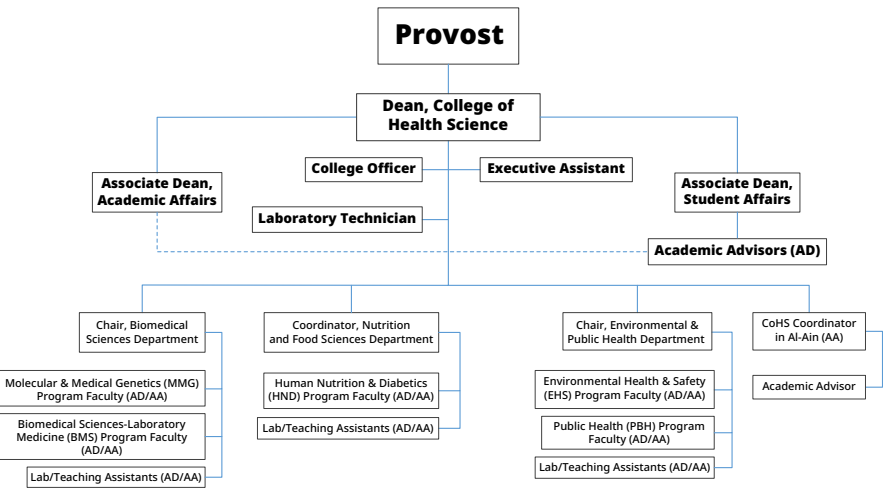 Provost
Dean, College of
Health Science
College Officer
Executive Assistant
Associate Dean,
Academic Affairs
Associate Dean,
Student Affairs
Laboratory Technician
Academic Advisors (AD)
Chair, Biomedical
Sciences Department
Coordinator, Nutrition
and Food Sciences Department
Chair, Environmental &
Public Health Department
CoHS Coordinator
in Al-Ain (AA)
Molecular & Medical Genetics (MMG)
Program Faculty (AD/AA)
Human Nutrition & Diabetics
(HND) Program Faculty (AD/AA)
Environmental Health & Safety
(EHS) Program Faculty (AD/AA)
Academic Advisor
Biomedical Sciences-Laboratory
Medicine (BMS) Program Faculty
(AD/AA)
Lab/Teaching Assistants (AD/AA)
Public Health (PBH) Program
Faculty (AD/AA)
Lab/Teaching Assistants (AD/AA)
Lab/Teaching Assistants (AD/AA)